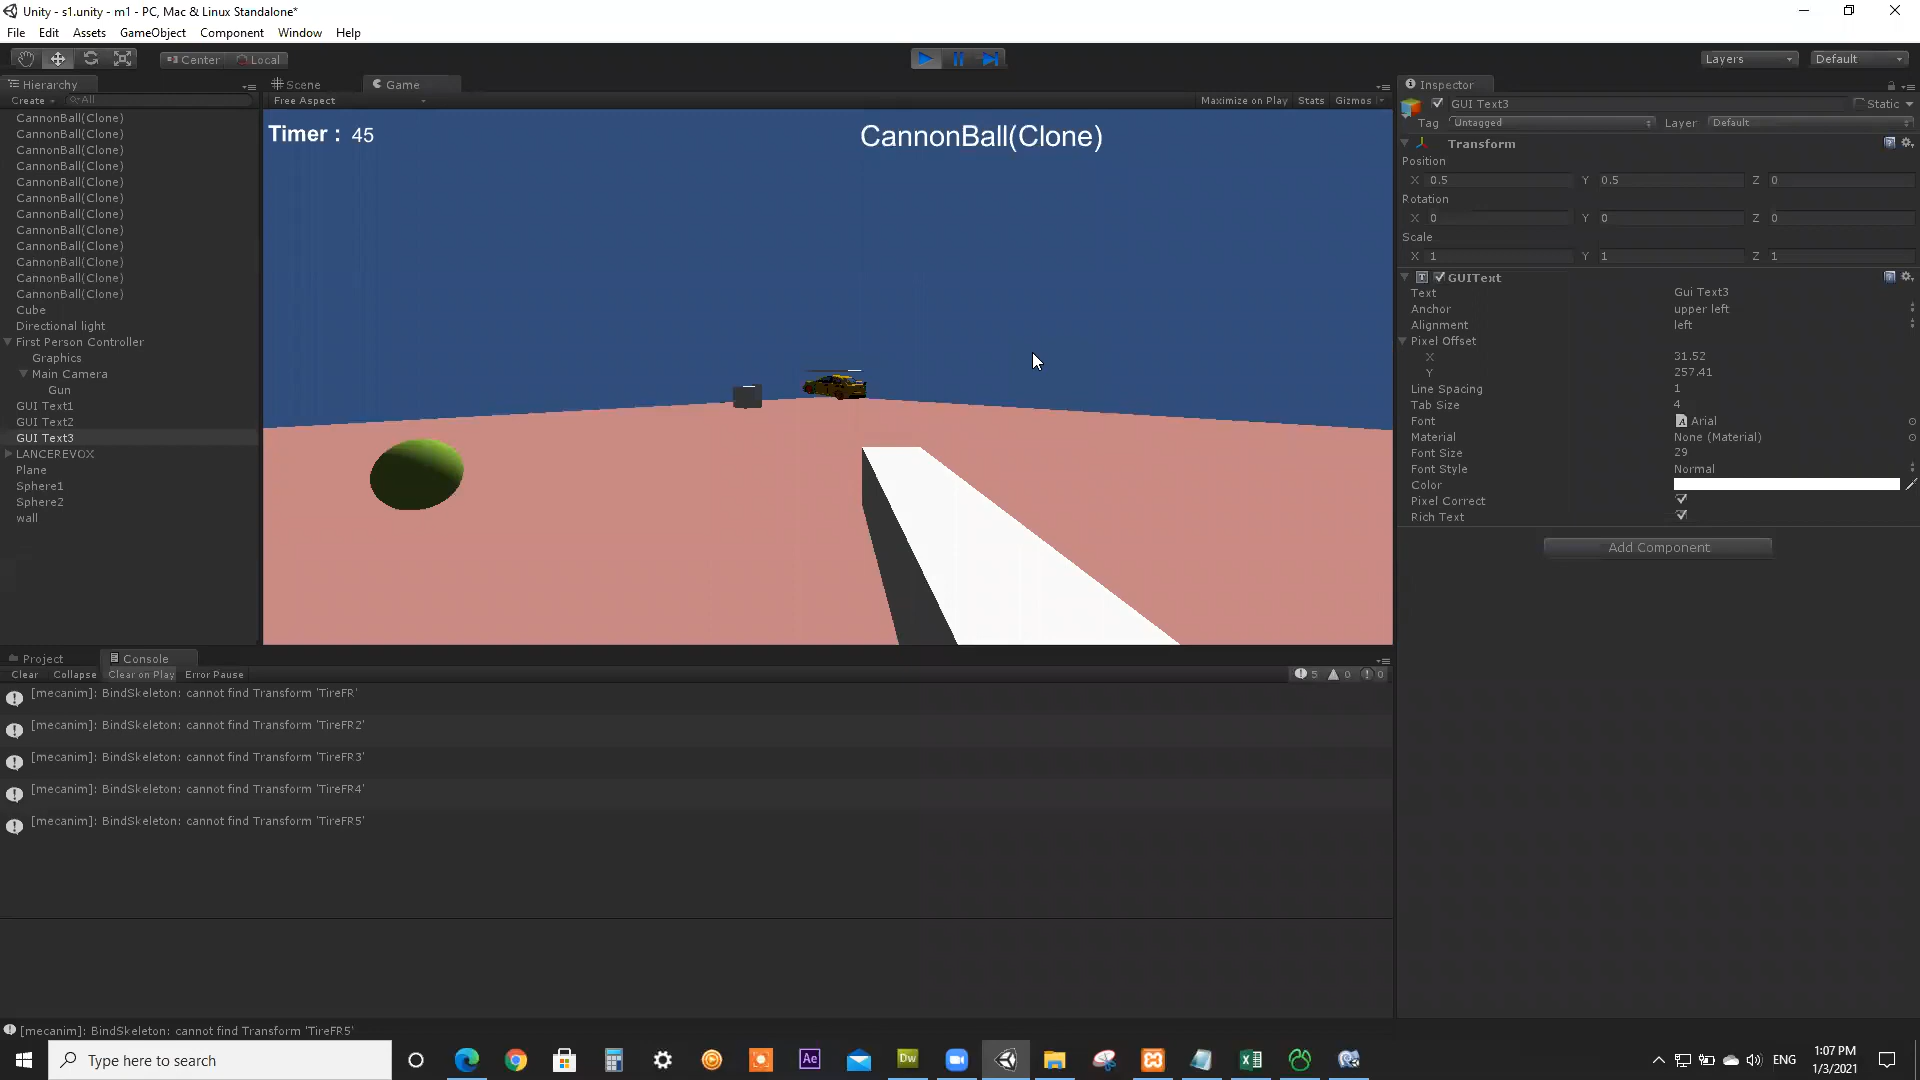 Unity - s1.unity - m1 - PC, Mac & Linux Standalone*
File Edit Assets GameObject Component Window Help
Center Local Layers Default
Hierarchy
Create All
CannonBall(Clone)
CannonBall(Clone)
CannonBall(Clone)
CannonBall(Clone)
CannonBall(Clone)
CannonBall(Clone)
CannonBall(Clone)
CannonBall(Clone)
CannonBall(Clone)
CannonBall(Clone)
CannonBall(Clone)
CannonBall(Clone)
Cube
Directional light
First Person Controller
Graphics
Main Camera
Gun
GUI Text1
GUI Text2
GUI Text3
LANCEREVOX
Plane
Sphere1
Sphere2
wall
Scene Game
Free Aspect Maximize on Play Stats Gizmos
Timer : 45
CannonBall(Clone)
Inspector
GUI Text3 Static
Tag Untagged Layer Default
Transform
Position
X 0.5 Y 0.5 Z 0
Rotation
X 0 Y 0 Z 0
Scale
X 1 Y 1 Z 1
GUIText
Text Gui Text3
Anchor upper left
Alignment left
Pixel Offset
X 31.52
Y 257.41
Line Spacing 1
Tab Size 4
Font Arial
Material None (Material)
Font Size 29
Font Style Normal
Color
Pixel Correct
Rich Text
Add Component
Project Console
Clear Collapse Clear on Play Error Pause 5 0 0
[mecanim]: BindSkeleton: cannot find Transform 'TireFR'
[mecanim]: BindSkeleton: cannot find Transform 'TireFR2'
[mecanim]: BindSkeleton: cannot find Transform 'TireFR3'
[mecanim]: BindSkeleton: cannot find Transform 'TireFR4'
[mecanim]: BindSkeleton: cannot find Transform 'TireFR5'
[mecanim]: BindSkeleton: cannot find Transform 'TireFR5'
Type here to search
Ae
Dw
ENG
1:07 PM
1/3/2021